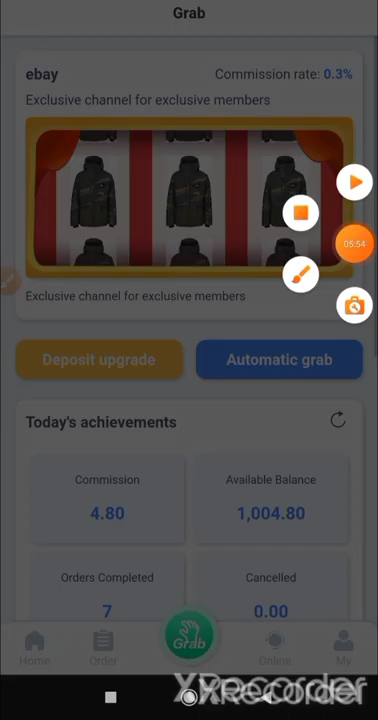 Grab
ebay
Commission rate: 0.3%
Exclusive channel for exclusive members
05:54
Exclusive channel for exclusive members
Deposit upgrade
Automatic grab
Today's achievements
Commission
Available Balance
4.80
1,004.80
Orders Completed
Cancelled
7
0.00
Grab
Home
Order
Online
My
XRecorder